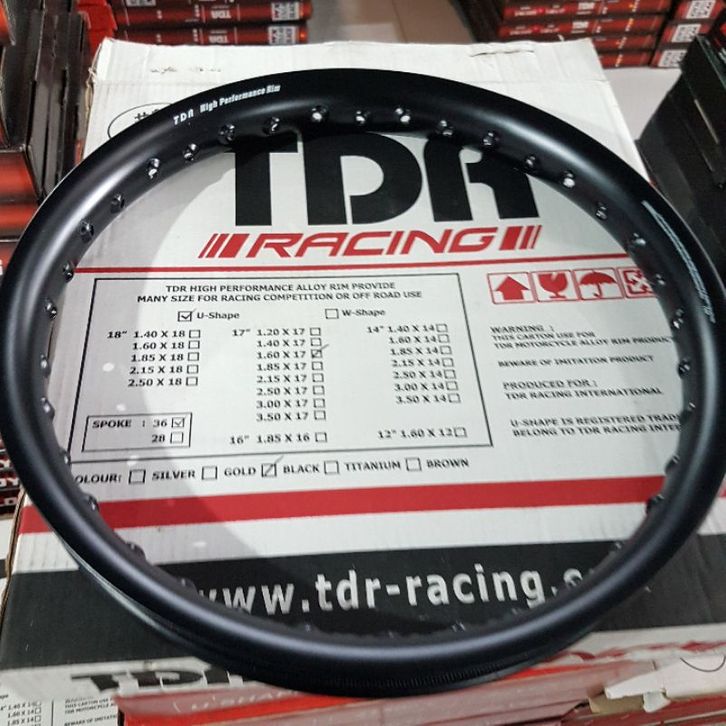 TDR High Performance Rim
TDR
RACING
TDR HIGH PERFORMANCE ALLOY RIM PROVIDE
MANY SIZE FOR RACING COMPETITION OR OFF ROAD USE
U-Shape
W-Shape
18" 1.40 X 18
1.60 X 18
1.85 X 18
2.15 X 18
2.50 X 18
17" 1.20 X 17
1.40 X 17
1.60 X 17
1.85 X 17
2.15 X 17
2.50 X 17
3.00 X 17
3.50 X 17
14" 1.40 X 14
1.60 X 14
1.85 X 14
2.15 X 14
2.50 X 14
3.00 X 14
3.50 X 14
SPOKE : 36
28
16" 1.85 X 16
12" 1.60 X 12
OLOUR: SILVER GOLD BLACK TITANIUM BROWN
WARNING :
THIS CARTON USE FOR
TDR MOTORCYCLE ALLOY RIM PRODU
BEWARE OF IMITATION PRODUCT
PRODUCED FOR :
TDR RACING INTERNATIONAL
U-SHAPE IS REGISTERED TRAD
BELONG TO TDR RACING INTE
www.tdr-racing.
TDR